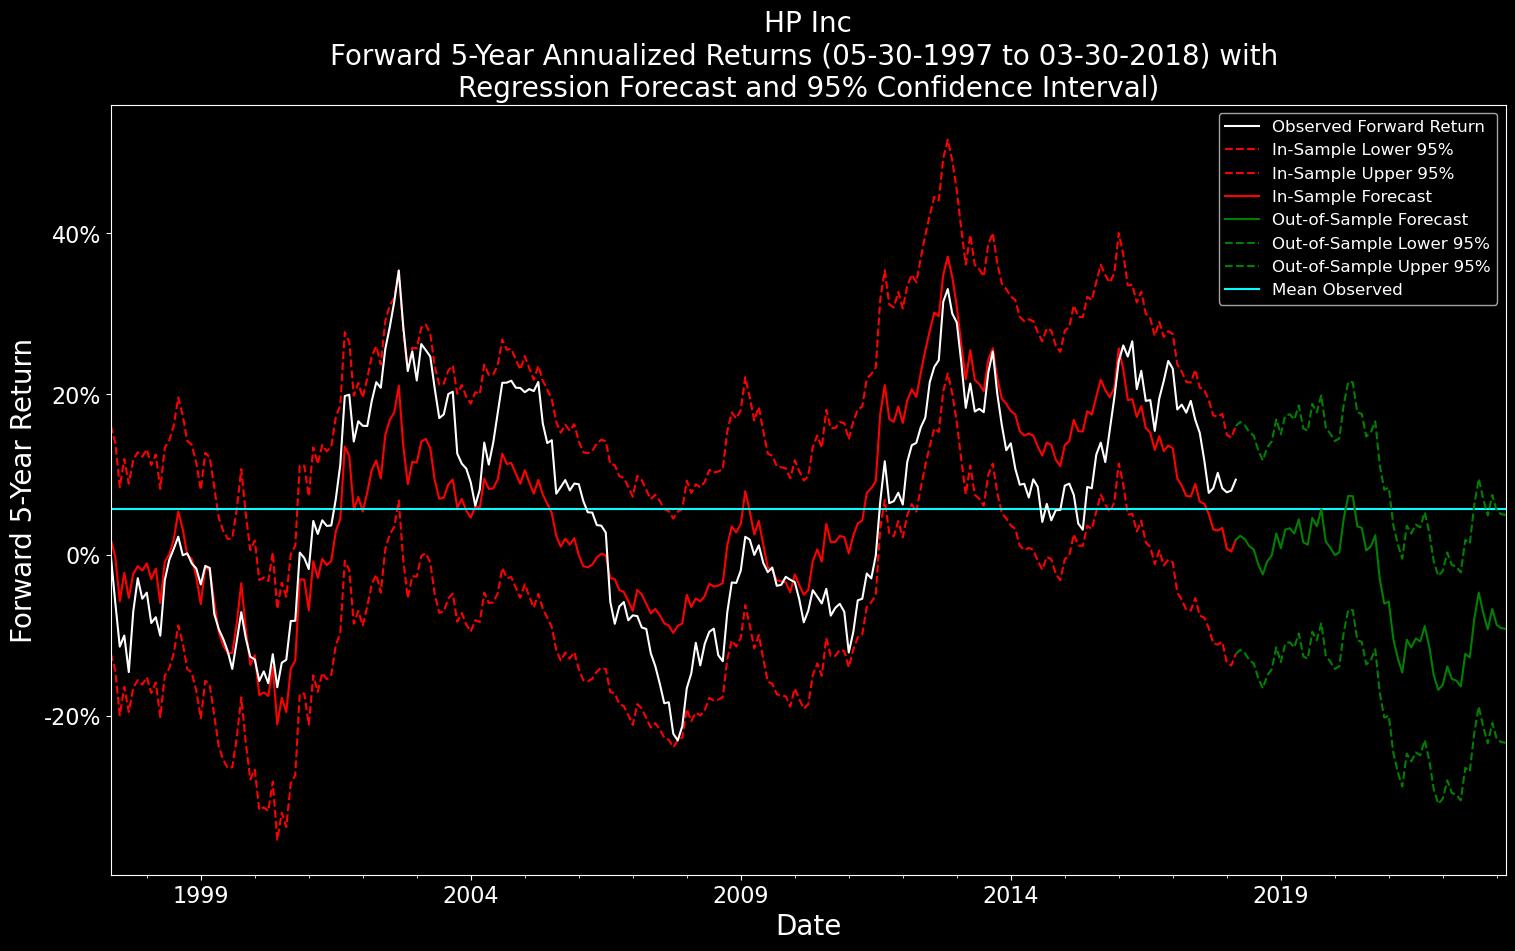 HP Inc
Forward 5-Year Annualized Returns (05-30-1997 to 03-30-2018) with
Regression Forecast and 95% Confidence Interval)
Observed Forward Return
In-Sample Lower 95%
In-Sample Upper 95%
In-Sample Forecast
Out-of-Sample Forecast
Out-of-Sample Lower 95%
Out-of-Sample Upper 95%
Mean Observed
Forward 5-Year Return
40%
20%
0%
-20%
1999
2004
2009
2014
2019
Date